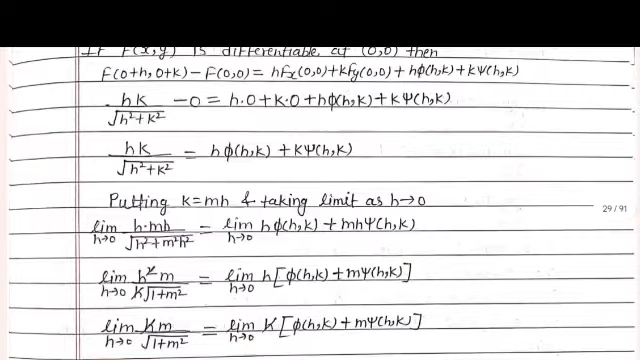 If F(x,y) is differentiable at (0,0) then
F(0+h, 0+k) - F(0,0) = hfx(0,0) + kfy(0,0) + hϕ(h,k) + kψ(h,k)
hk/√(h²+k²) - 0 = h·0 + k·0 + hϕ(h,k) + kψ(h,k)
hk/√(h²+k²) = hϕ(h,k) + kψ(h,k)
Putting k=mh & taking limit as h→0
29/91
lim h→0 h·mh/√(h²+m²h²) = lim h→0 hϕ(h,k) + mhψ(h,k)
lim h→0 h²m/h√(1+m²) = lim h→0 h[ϕ(h,k) + mψ(h,k)]
lim h→0 hm/√(1+m²) = lim h→0 h[ϕ(h,k) + mψ(h,k)]